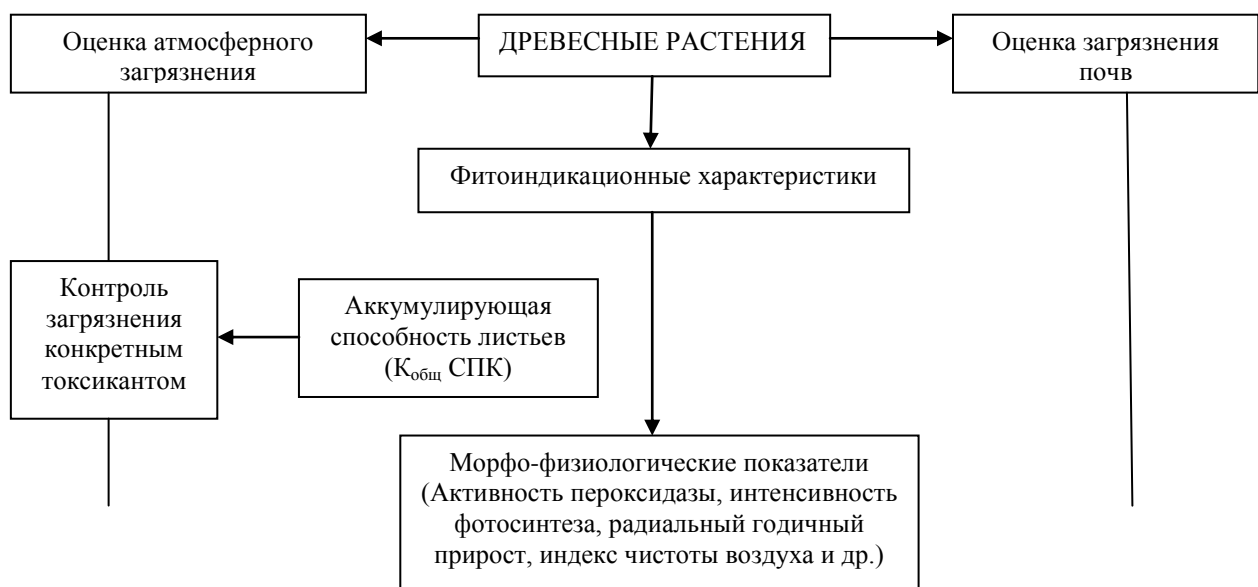 Оценка атмосферного
загрязнения
ДРЕВЕСНЫЕ РАСТЕНИЯ
Оценка загрязнения
почв
Фитоиндикационные характеристики
Контроль
загрязнения
конкретным
токсикантом
Аккумулирующая
способность листьев
(Кобщ СПК)
Морфо-физиологические показатели
(Активность пероксидазы, интенсивность
фотосинтеза, радиальный годичный
прирост, индекс чистоты воздуха и др.)